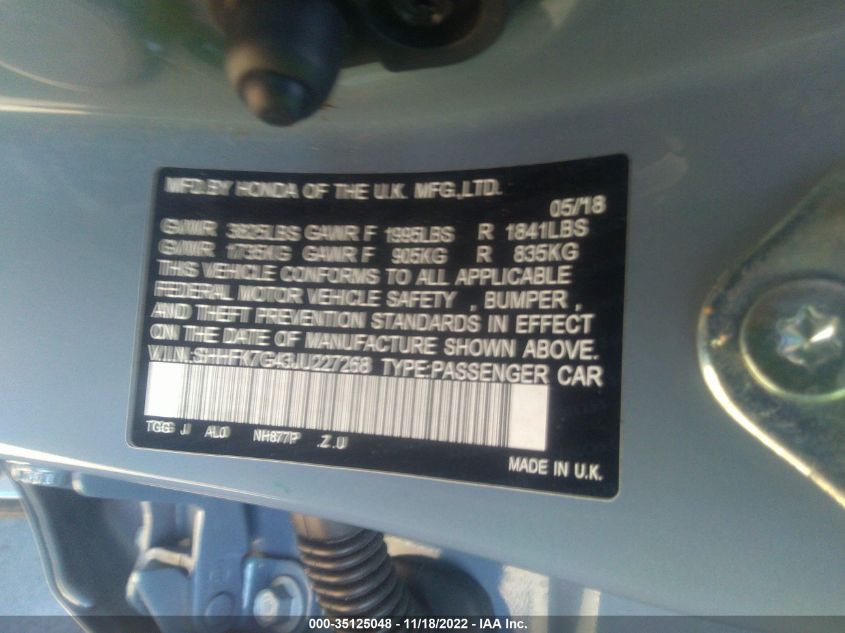 MFD.BY HONDA OF THE U.K. MFG.,LTD.
05/18
GVWR 3825LBS GAWR F 1995LBS R 1841LBS
GVWR 1735KG GAWR F 905KG R 835KG
THIS VEHICLE CONFORMS TO ALL APPLICABLE
FEDERAL MOTOR VEHICLE SAFETY , BUMPER ,
AND THEFT PREVENTION STANDARDS IN EFFECT
ON THE DATE OF MANUFACTURE SHOWN ABOVE.
V.I.N.:SHHFK7G43JU227268 TYPE:PASSENGER CAR
NH877P
MADE IN U.K.
000-35125048 - 11/18/2022 - IAA Inc.